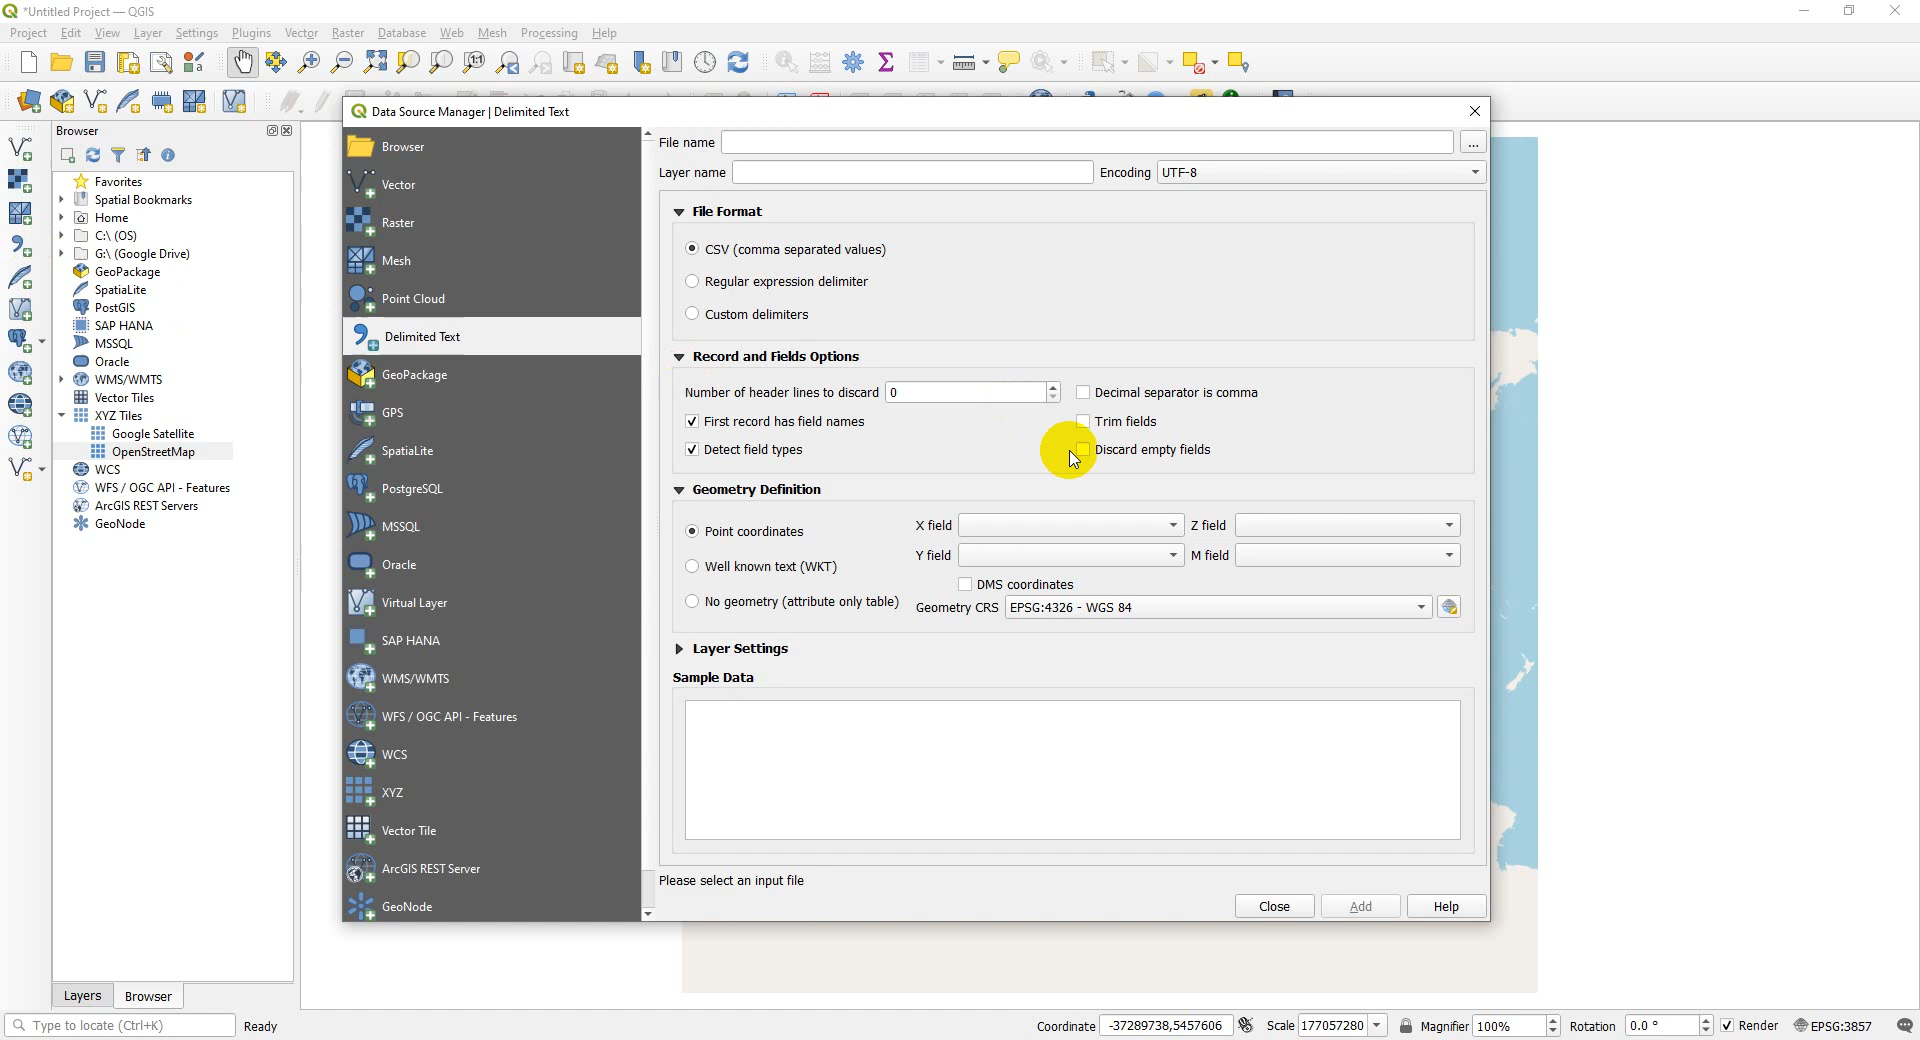 *Untitled Project — QGIS
Project Edit View Layer Settings Plugins Vector Raster Database Web Mesh Processing Help
Browser
Favorites
Spatial Bookmarks
Home
C:\ (OS)
G:\ (Google Drive)
GeoPackage
SpatiaLite
PostGIS
SAP HANA
MSSQL
Oracle
WMS/WMTS
Vector Tiles
XYZ Tiles
Google Satellite
OpenStreetMap
WCS
WFS / OGC API - Features
ArcGIS REST Servers
GeoNode
Layers Browser
Data Source Manager | Delimited Text
Browser
Vector
Raster
Mesh
Point Cloud
Delimited Text
GeoPackage
GPS
SpatiaLite
PostgreSQL
MSSQL
Oracle
Virtual Layer
SAP HANA
WMS/WMTS
WFS / OGC API - Features
WCS
XYZ
Vector Tile
ArcGIS REST Server
GeoNode
File name ...
Layer name Encoding UTF-8
File Format
CSV (comma separated values)
Regular expression delimiter
Custom delimiters
Record and Fields Options
Number of header lines to discard 0 Decimal separator is comma
First record has field names Trim fields
Detect field types Discard empty fields
Geometry Definition
Point coordinates X field Z field
Y field M field
Well known text (WKT)
DMS coordinates
No geometry (attribute only table) Geometry CRS EPSG:4326 - WGS 84
Layer Settings
Sample Data
Please select an input file
Close Add Help
Type to locate (Ctrl+K) Ready Coordinate -37289738,5457606 Scale 177057280 Magnifier 100% Rotation 0.0 ° Render EPSG:3857